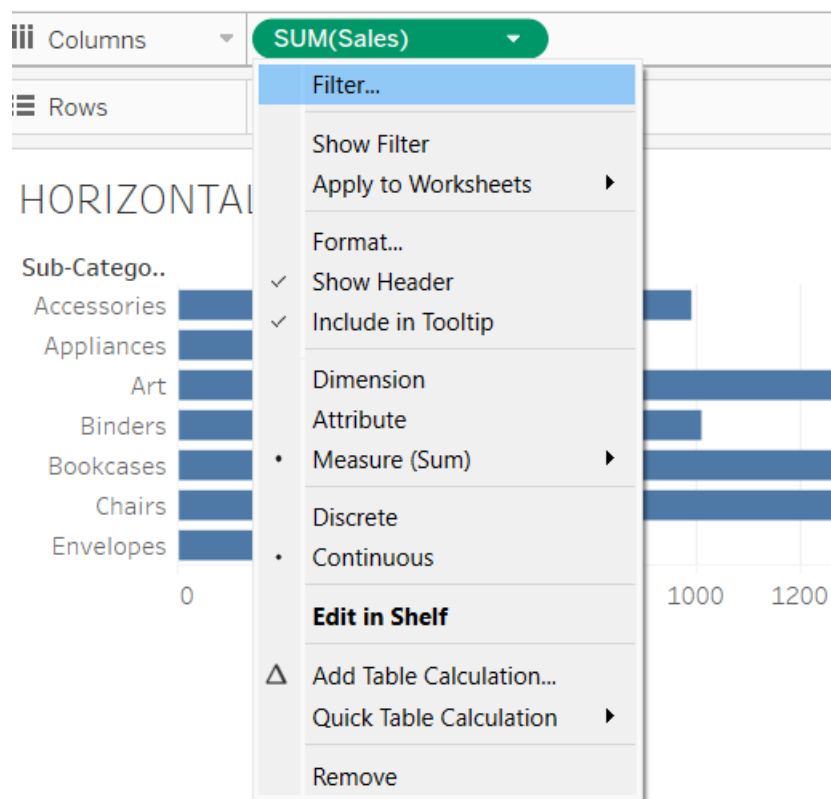 Columns
SUM(Sales)
Filter...
Rows
Show Filter
Apply to Worksheets
HORIZONTAL
Format...
Sub-Catego..
Show Header
Accessories
Include in Tooltip
Appliances
Dimension
Art
Attribute
Binders
Measure (Sum)
Bookcases
Chairs
Discrete
Envelopes
Continuous
0
1000
1200
Edit in Shelf
Add Table Calculation...
Quick Table Calculation
Remove